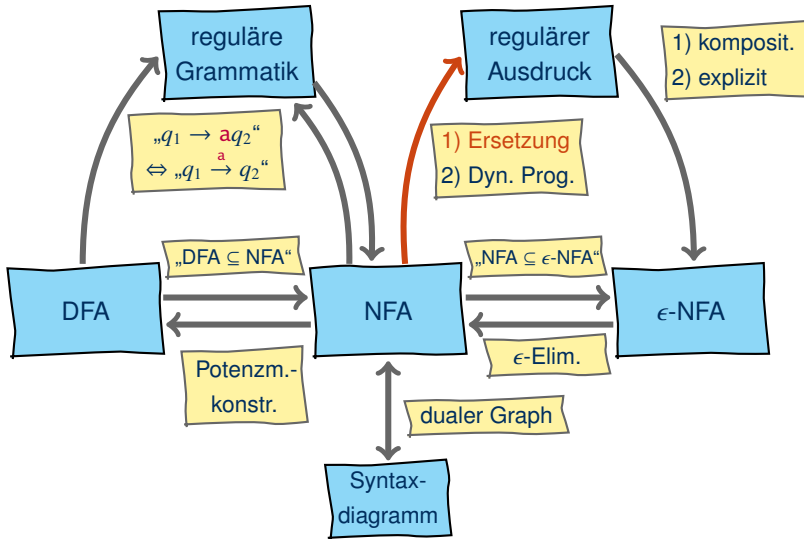 reguläre
Grammatik
regulärer
Ausdruck
1) komposit.
2) explizit
„q₁ → aq₂“
⇔ „q₁ →ᵃ q₂“
1) Ersetzung
2) Dyn. Prog.
„DFA ⊆ NFA“
„NFA ⊆ ϵ-NFA“
DFA
NFA
ϵ-NFA
Potenzm.-
konstr.
ϵ-Elim.
dualer Graph
Syntax-
diagramm